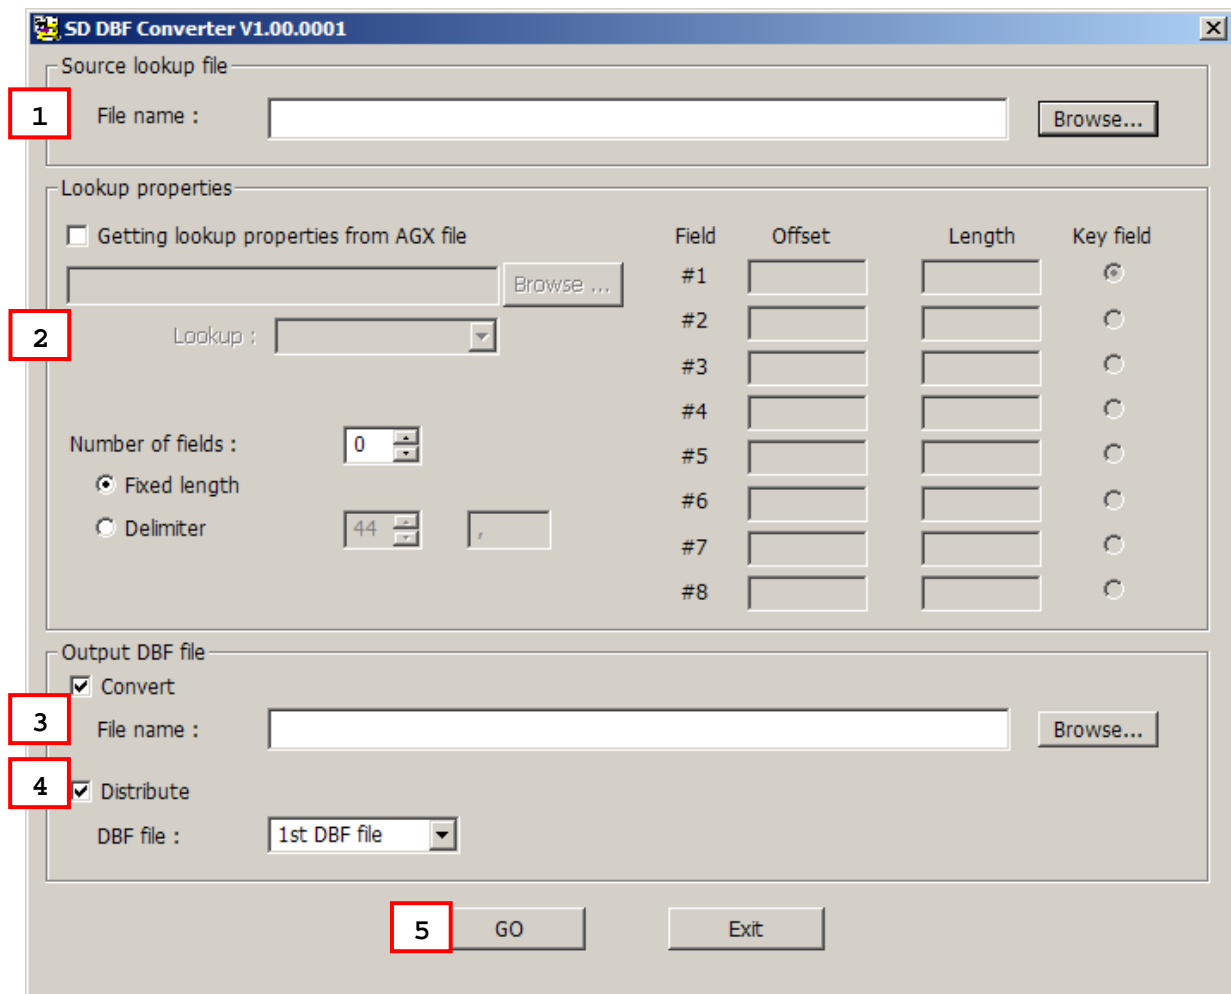 SD DBF Converter V1.00.0001
Source lookup file
1 File name : Browse...
Lookup properties
Getting lookup properties from AGX file Field Offset Length Key field
Browse ... #1
2 Lookup : #2
#3
#4
Number of fields : 0 #5
Fixed length #6
Delimiter 44 , #7
#8
Output DBF file
Convert
3 File name : Browse...
4 Distribute
DBF file : 1st DBF file
5 GO Exit